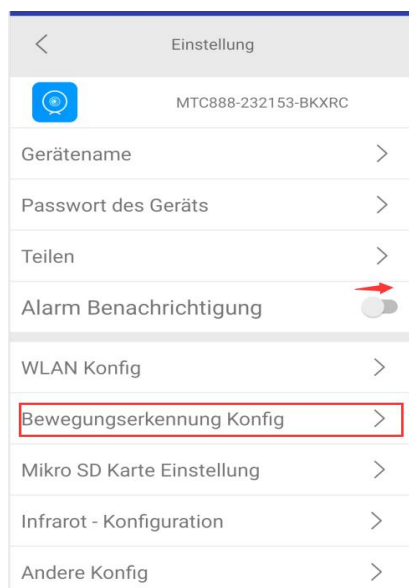 Einstellung
MTC888-232153-BKXRC
Gerätename
Passwort des Geräts
Teilen
Alarm Benachrichtigung
WLAN Konfig
Bewegungserkennung Konfig
Mikro SD Karte Einstellung
Infrarot - Konfiguration
Andere Konfig